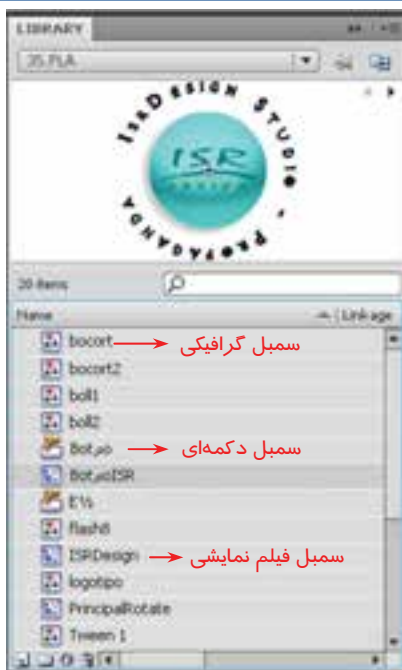 LIBRARY
35.FLA
ISRDESIGN STUDIO • PROPAGANDA
ISR
DESIGN
20 items
Name
Linkage
bocort
سمبل گرافیکی
bocort2
boll1
boll2
سمبل دکمه‌ای
flash8
ISRDesign
سمبل فیلم نمایشی
logotipo
PrincipalRotate
Tween 1